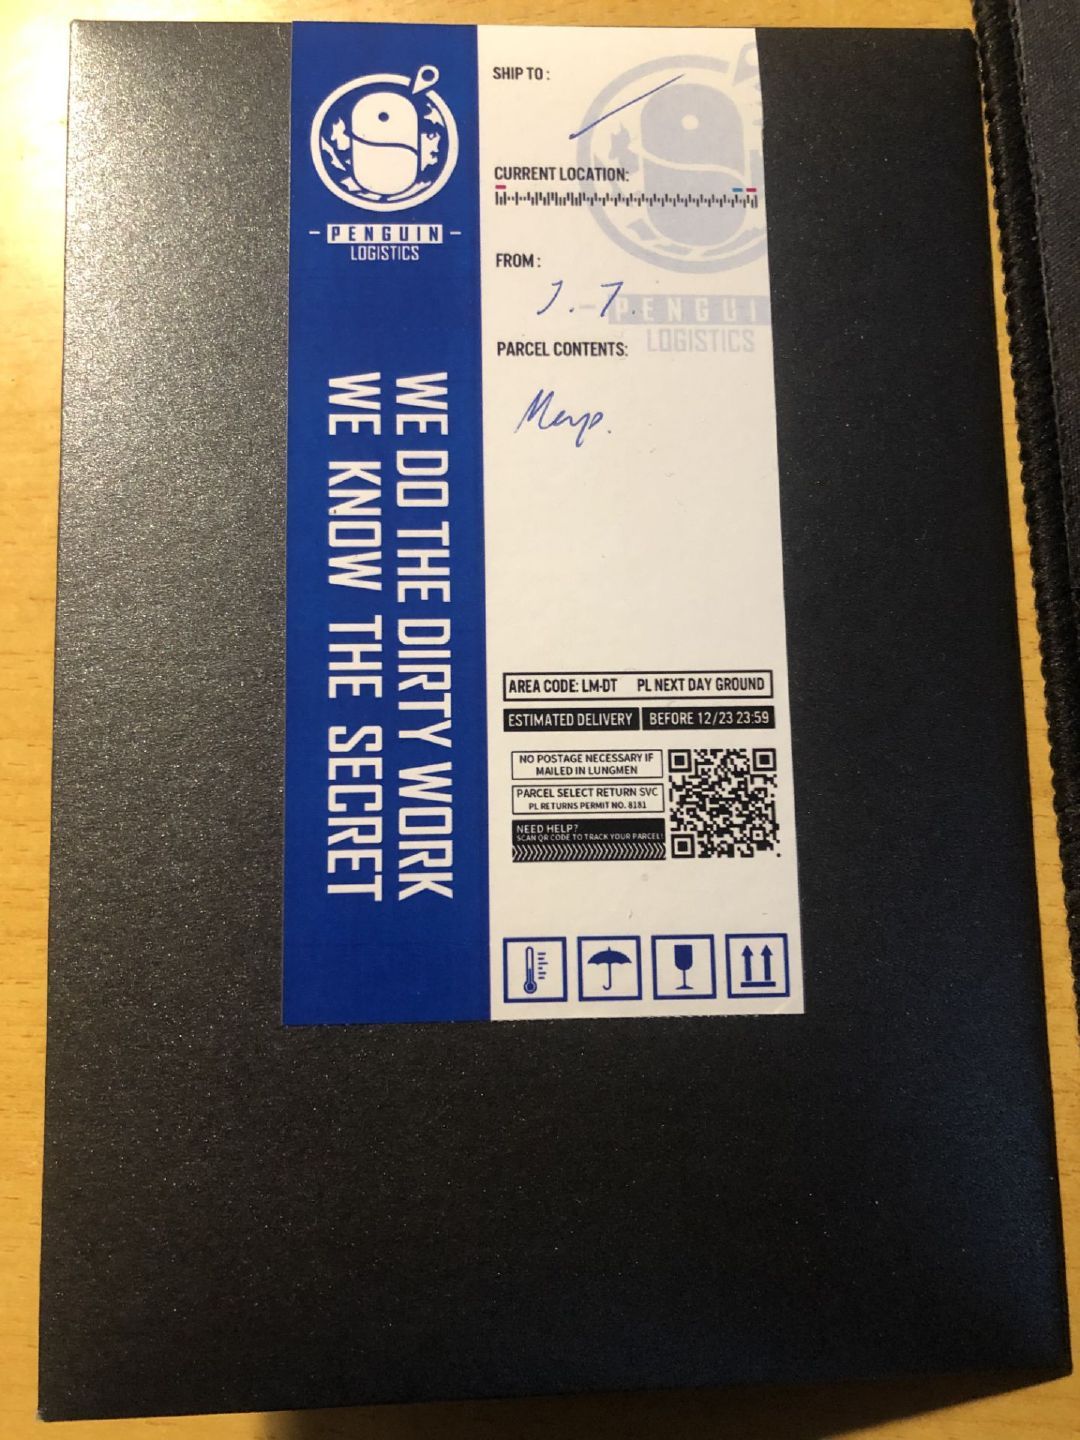 PENGUIN
LOGISTICS
WE DO THE DIRTY WORK
WE KNOW THE SECRET
SHIP TO :
CURRENT LOCATION:
FROM :
J. T.
PENGUI
LOGISTICS
PARCEL CONTENTS:
AREA CODE: LM-DT PL NEXT DAY GROUND
ESTIMATED DELIVERY BEFORE 12/23 23:59
NO POSTAGE NECESSARY IF
MAILED IN LUNGMEN
PARCEL SELECT RETURN SVC
PL RETURNS PERMIT NO. 8181
NEED HELP?
SCAN QR CODE TO TRACK YOUR PARCEL!